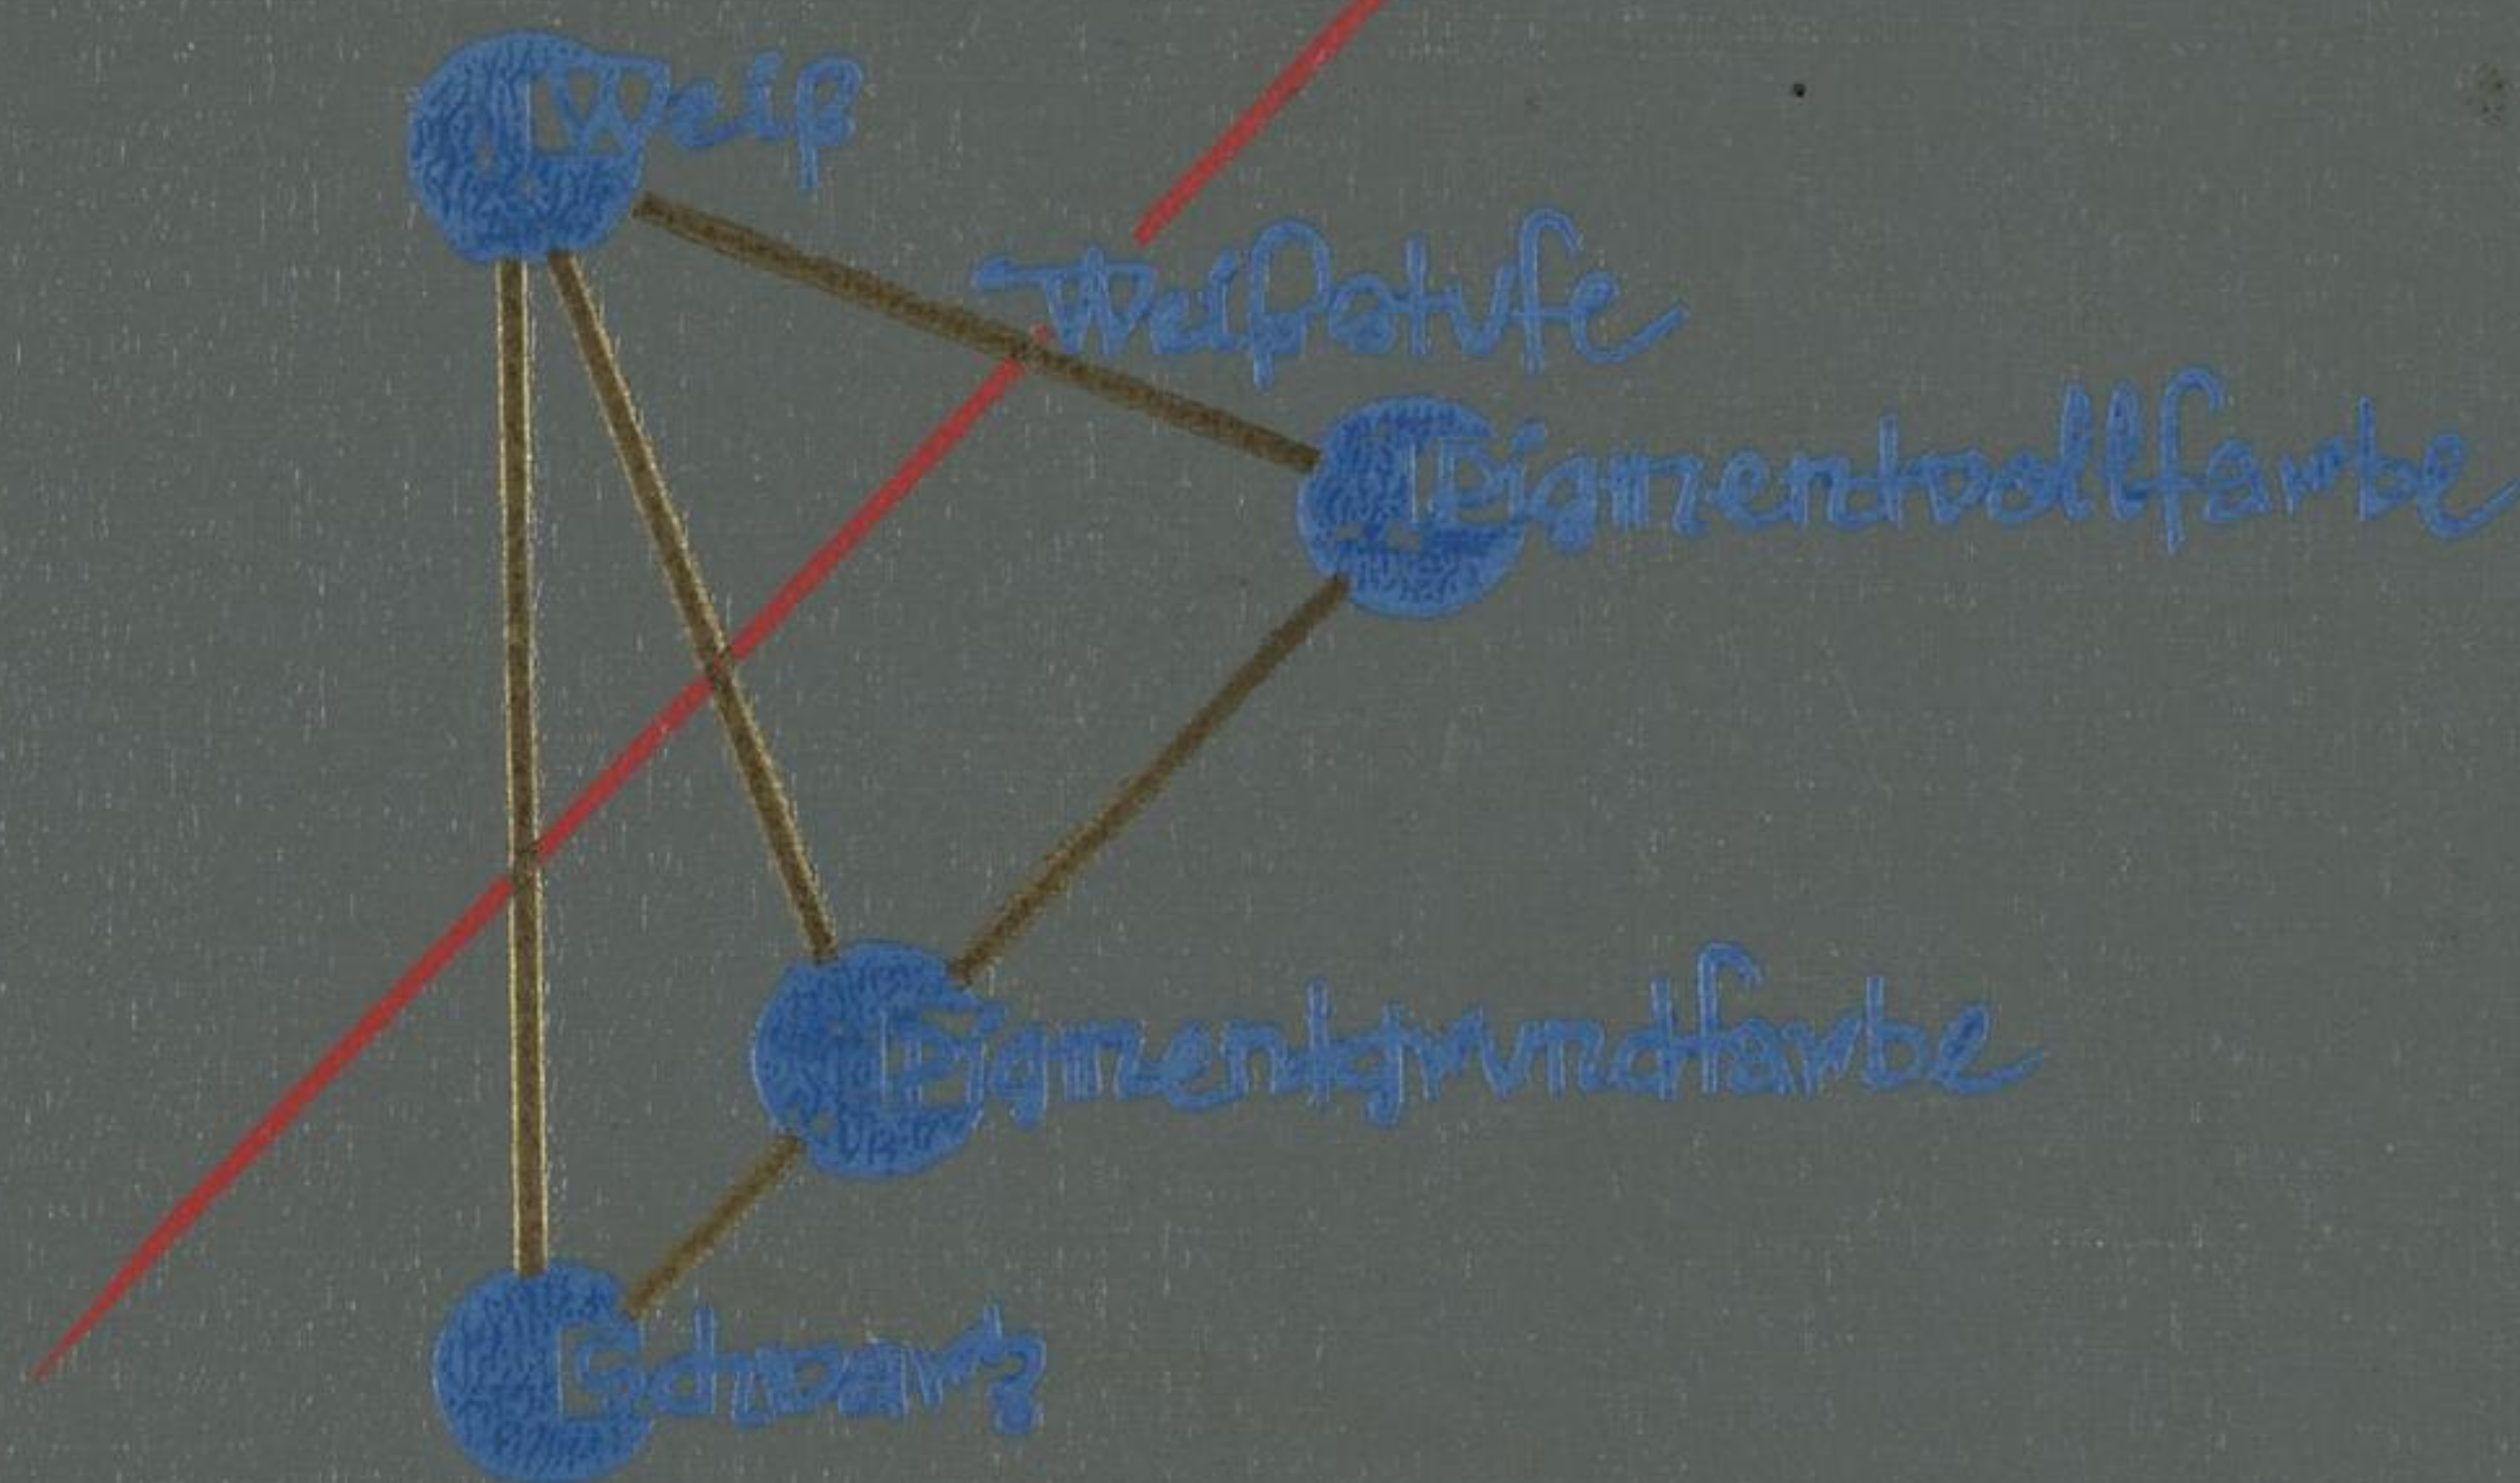 Weiß
Weißstufe
Pigmentvollfarbe
Pigmentgrundfarbe
Schwarz